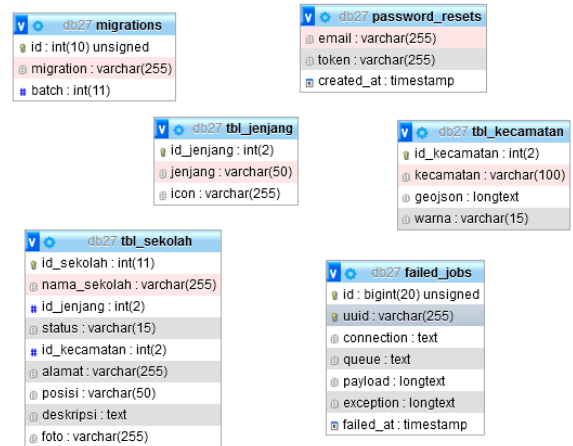 db27 migrations
id : int(10) unsigned
migration : varchar(255)
# batch : int(11)
db27 password_resets
email : varchar(255)
token : varchar(255)
created_at : timestamp
db27 tbl_jenjang
id_jenjang : int(2)
jenjang : varchar(50)
icon : varchar(255)
db27 tbl_kecamatan
id_kecamatan : int(2)
kecamatan : varchar(100)
geojson : longtext
warna : varchar(15)
db27 tbl_sekolah
id_sekolah : int(11)
nama_sekolah : varchar(255)
# id_jenjang : int(2)
status : varchar(15)
# id_kecamatan : int(2)
alamat : varchar(255)
posisi : varchar(50)
deskripsi : text
foto : varchar(255)
db27 failed_jobs
id : bigint(20) unsigned
uuid : varchar(255)
connection : text
queue : text
payload : longtext
exception : longtext
failed_at : timestamp